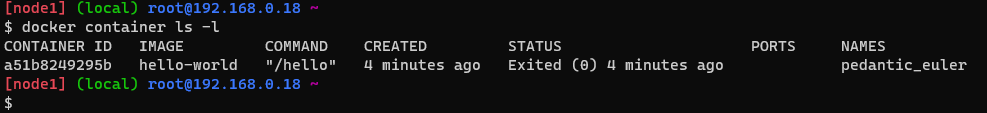 [node1] (local) root@192.168.0.18 ~
$ docker container ls -l
CONTAINER ID   IMAGE         COMMAND    CREATED         STATUS                     PORTS     NAMES
a51b8249295b   hello-world   "/hello"   4 minutes ago   Exited (0) 4 minutes ago             pedantic_euler
[node1] (local) root@192.168.0.18 ~
$